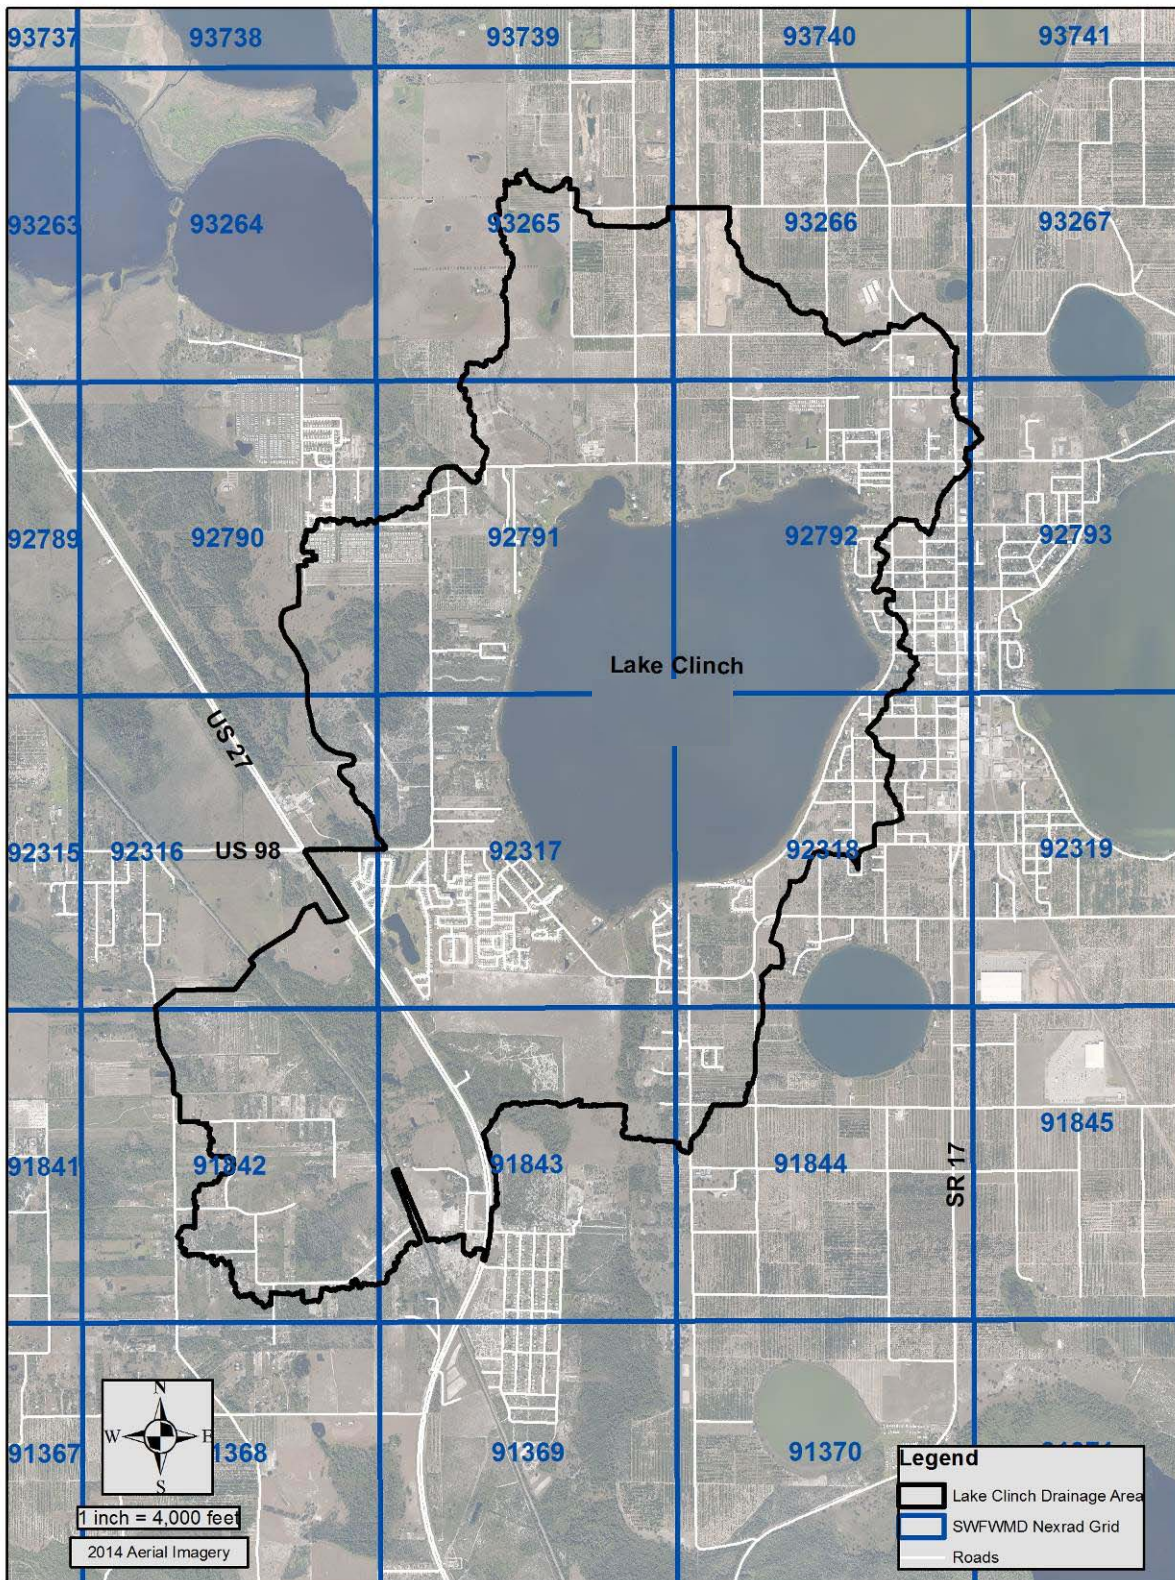 93737 93738 93739 93740 93741
93263 93264 93265 93266 93267
92789 92790 92791 92792 92793
Lake Clinch
US 27
92315 92316 US 98 92317 92318 92319
91841 91842 91843 91844 91845
SR 17
91367 1368 91369 91370
N
W E
S
1 inch = 4,000 feet
2014 Aerial Imagery
Legend
Lake Clinch Drainage Area
SWFWMD Nexrad Grid
Roads